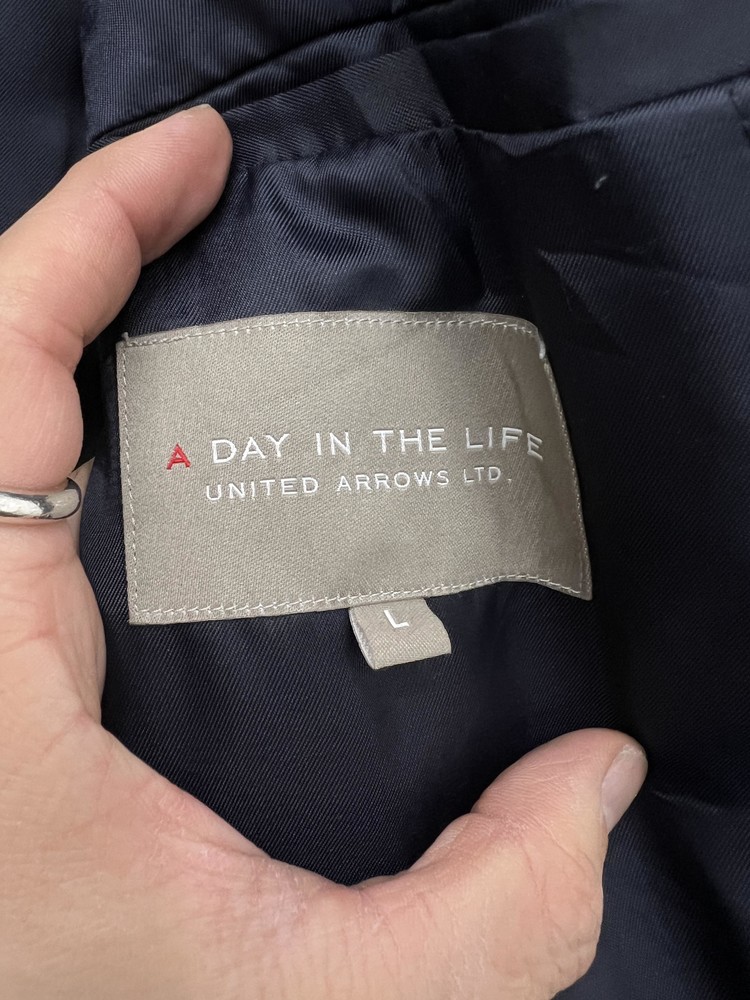 A DAY IN THE LIFE
UNITED ARROWS LTD.
L